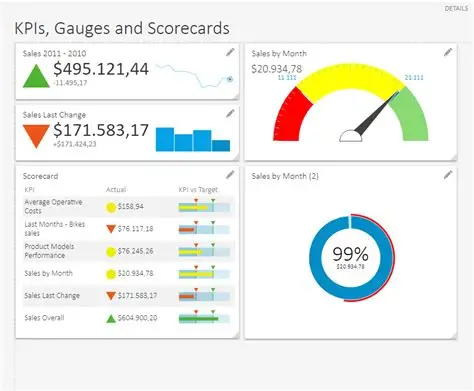 DETAILS
KPIs, Gauges and Scorecards
Sales 2011 - 2010
$495.121,44
-11.495,17
Sales Last Change
$171.583,17
+$171.424,23
Sales by Month
$20.934,78
11.111
21.111
Scorecard
KPI Actual KPI vs Target
Average Operative
Costs
$158,94
Last Months - Bikes
sales
$76.117,18
Product Models
Performance
$76.245,26
Sales by Month $20.934,78
Sales Last Change $171.583,17
Sales Overall $604.900,20
Sales by Month (2)
99%
$20.934,78